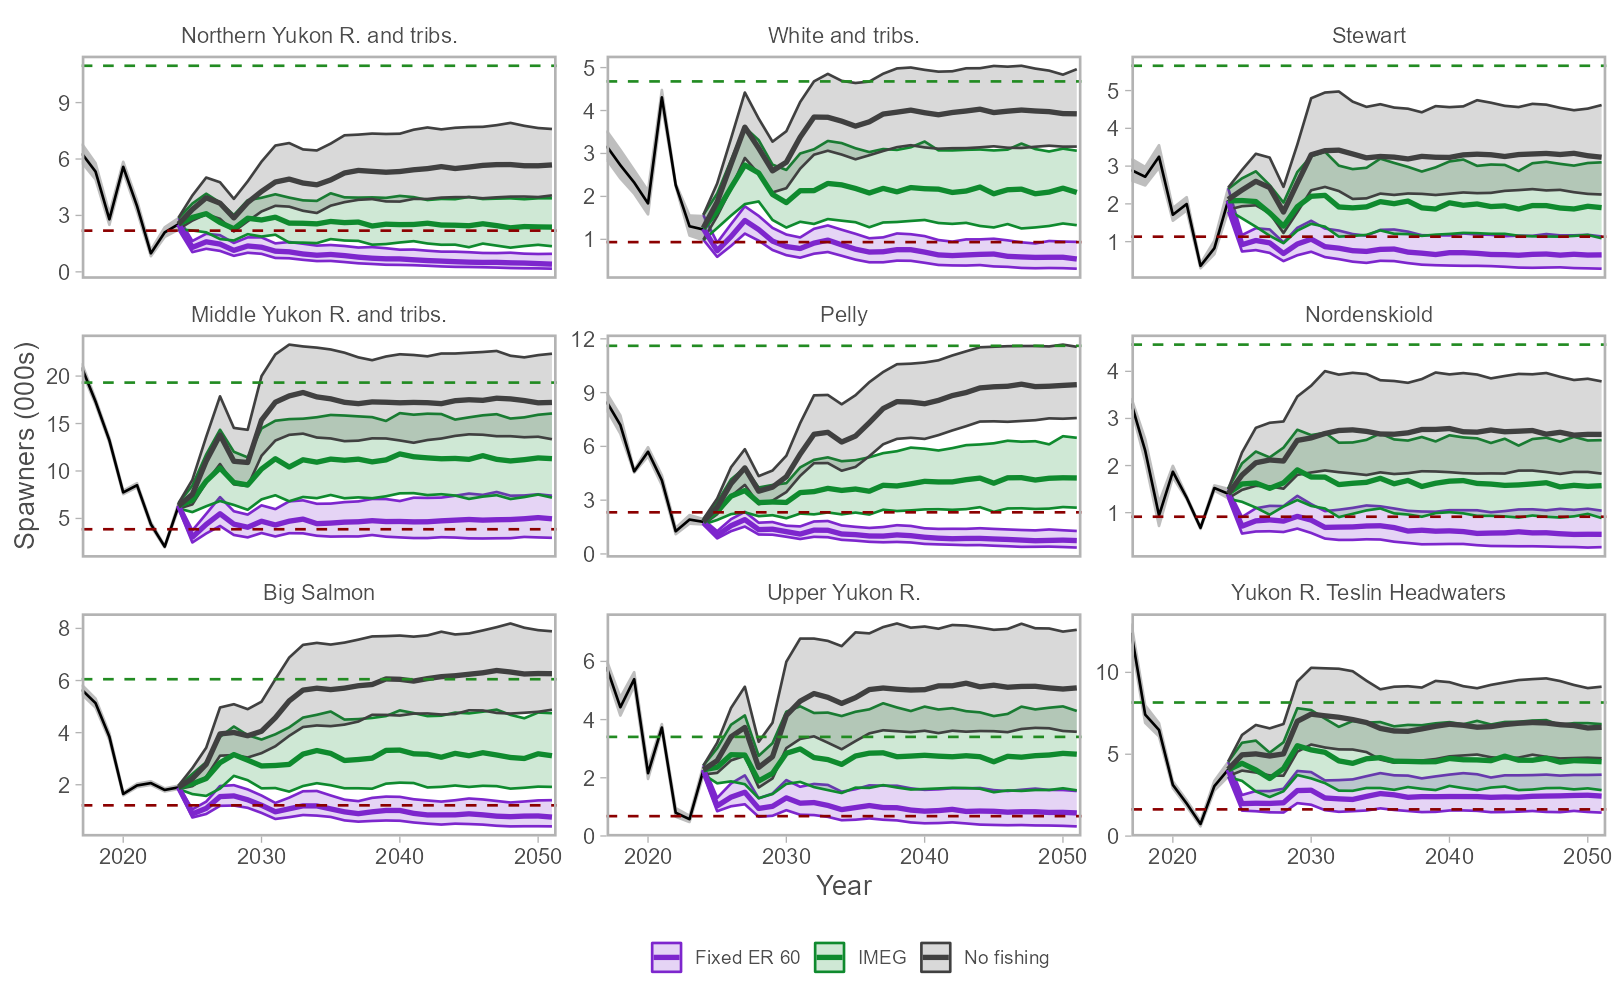 Northern Yukon R. and tribs.
White and tribs.
Stewart
9
6
3
0
5
4
3
2
1
5
4
3
2
1
Middle Yukon R. and tribs.
Pelly
Nordenskiold
20
15
10
5
12
9
6
3
0
4
3
2
1
Spawners (000s)
Big Salmon
Upper Yukon R.
Yukon R. Teslin Headwaters
8
6
4
2
6
4
2
0
10
5
0
2020 2030 2040 2050
2020 2030 2040 2050
2020 2030 2040 2050
Year
Fixed ER 60 IMEG No fishing